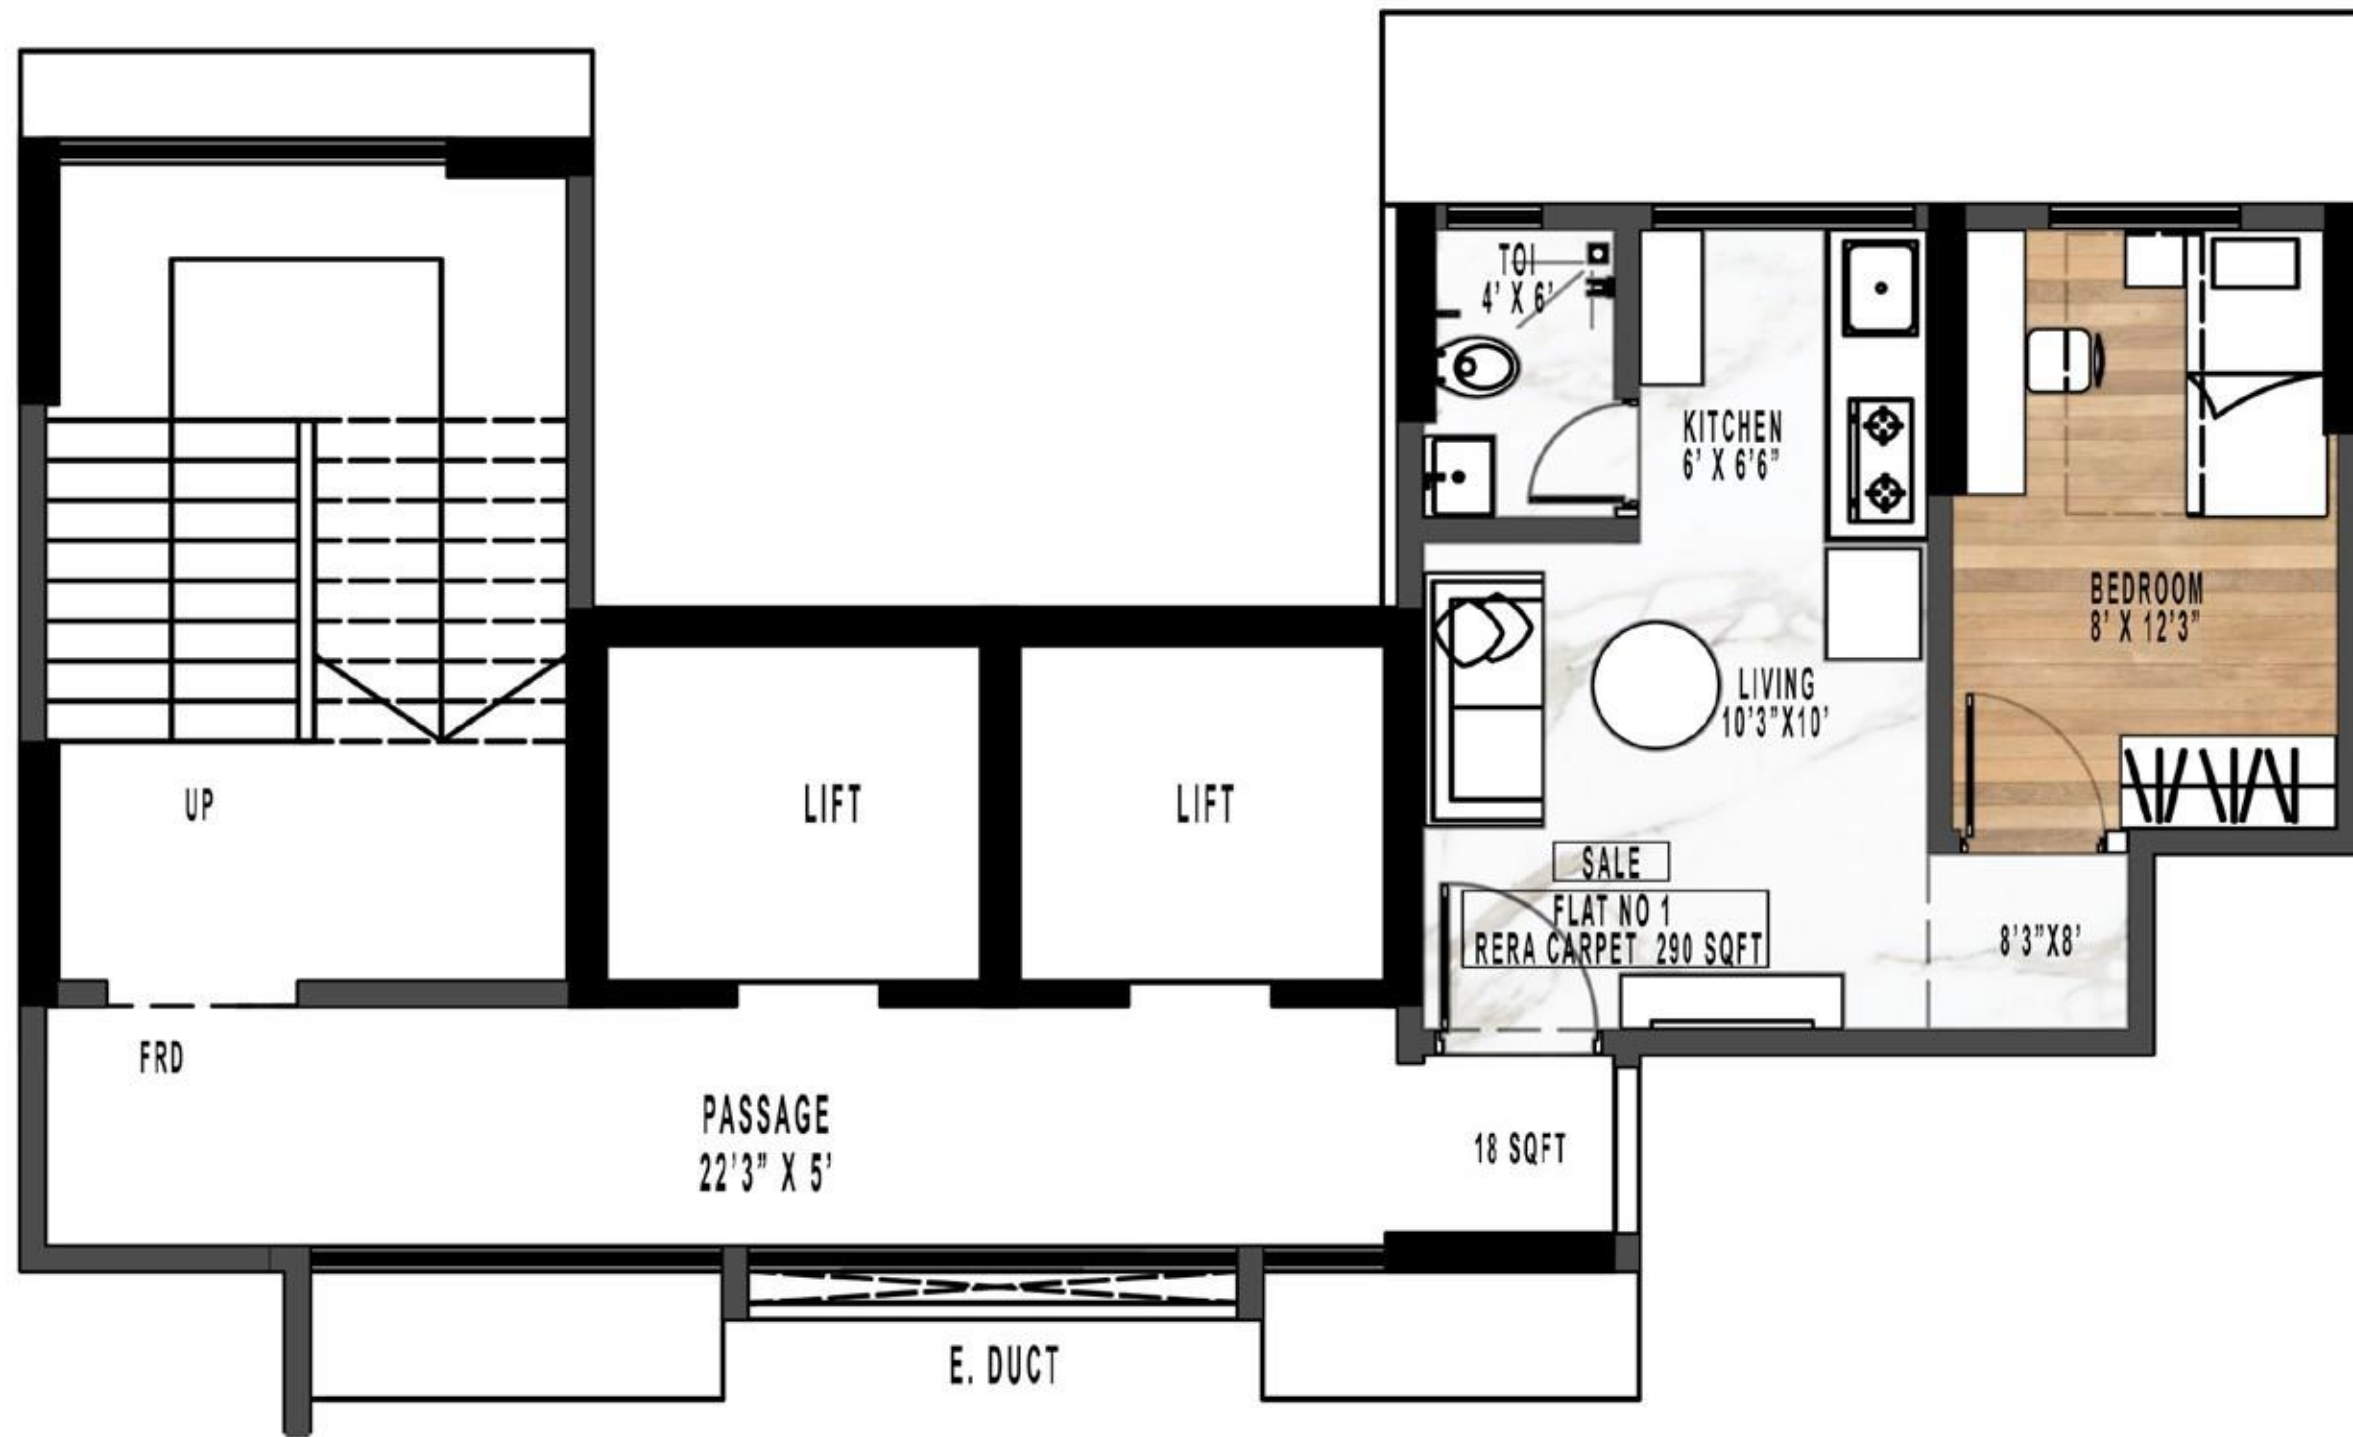 TOI
4' X 6'
KITCHEN
6' X 6'6"
BEDROOM
8' X 12'3"
LIVING
10'3"X10'
UP
LIFT
LIFT
SALE
FLAT NO 1
RERA CARPET 290 SQFT
8'3"X8'
FRD
PASSAGE
22'3" X 5'
18 SQFT
E. DUCT